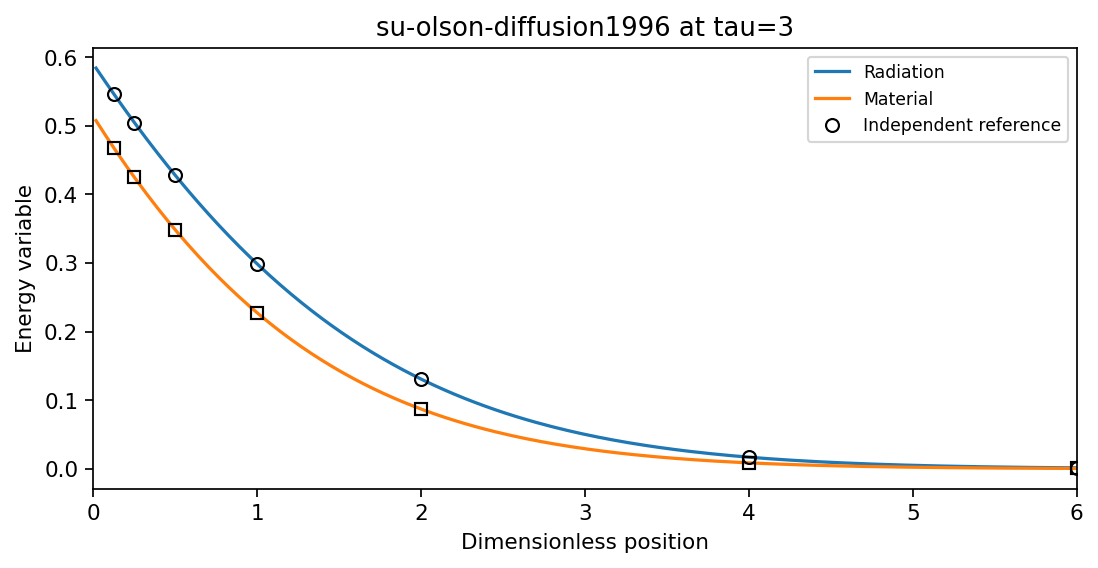 su-olson-diffusion1996 at tau=3
Radiation
Material
Independent reference
Energy variable
0.6
0.5
0.4
0.3
0.2
0.1
0.0
0 1 2 3 4 5 6
Dimensionless position